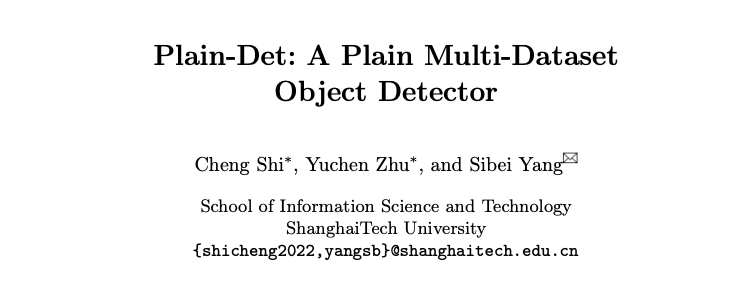 Plain-Det: A Plain Multi-Dataset
Object Detector
Cheng Shi*, Yuchen Zhu*, and Sibei Yang✉
School of Information Science and Technology
ShanghaiTech University
{shicheng2022,yangsb}@shanghaitech.edu.cn